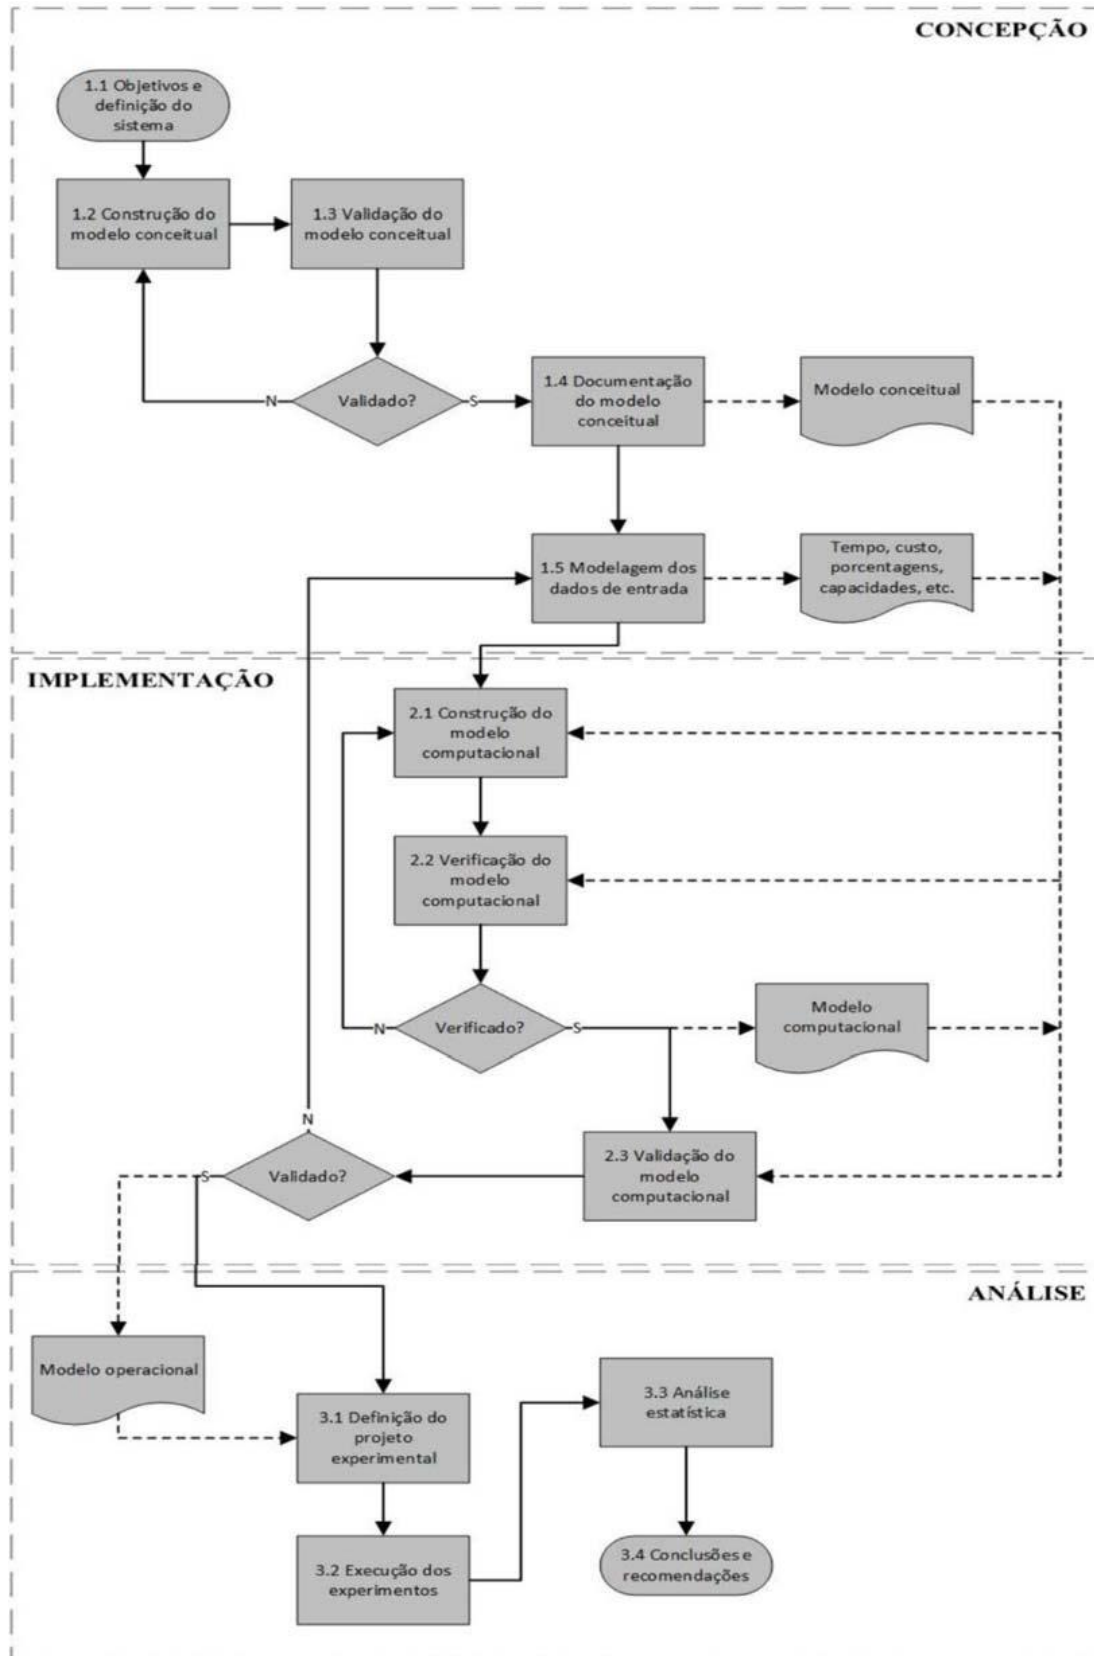 CONCEPÇÃO
1.1 Objetivos e
definição do
sistema
1.2 Construção do
modelo conceitual
1.3 Validação do
modelo conceitual
N
Validado?
S
1.4 Documentação
do modelo
conceitual
Modelo conceitual
1.5 Modelagem dos
dados de entrada
Tempo, custo,
porcentagens,
capacidades, etc.
IMPLEMENTAÇÃO
2.1 Construção do
modelo
computacional
2.2 Verificação do
modelo
computacional
N
Verificado?
S
Modelo
computacional
N
S
Validado?
2.3 Validação do
modelo
computacional
ANÁLISE
Modelo operacional
3.1 Definição do
projeto
experimental
3.2 Execução dos
experimentos
3.3 Análise
estatística
3.4 Conclusões e
recomendações